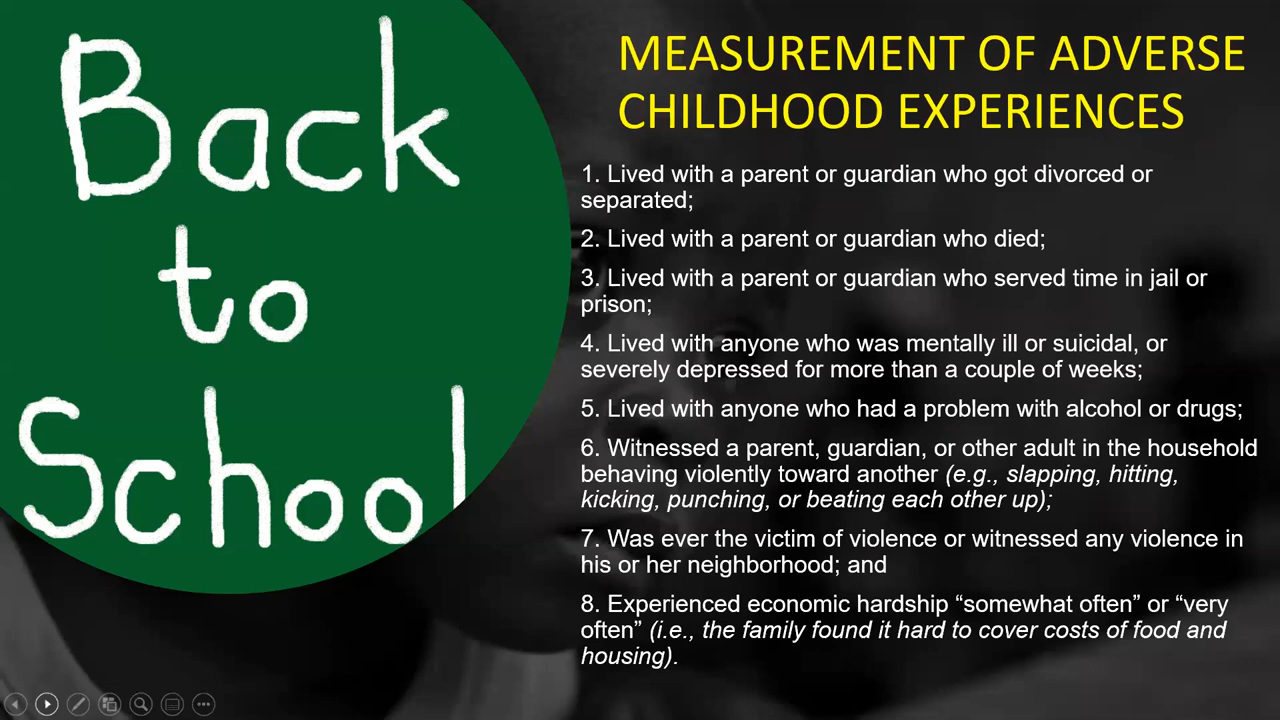 Back
to
School
MEASUREMENT OF ADVERSE
CHILDHOOD EXPERIENCES
1. Lived with a parent or guardian who got divorced or
separated;
2. Lived with a parent or guardian who died;
3. Lived with a parent or guardian who served time in jail or
prison;
4. Lived with anyone who was mentally ill or suicidal, or
severely depressed for more than a couple of weeks;
5. Lived with anyone who had a problem with alcohol or drugs;
6. Witnessed a parent, guardian, or other adult in the household
behaving violently toward another (e.g., slapping, hitting,
kicking, punching, or beating each other up);
7. Was ever the victim of violence or witnessed any violence in
his or her neighborhood; and
8. Experienced economic hardship “somewhat often” or “very
often” (i.e., the family found it hard to cover costs of food and
housing).